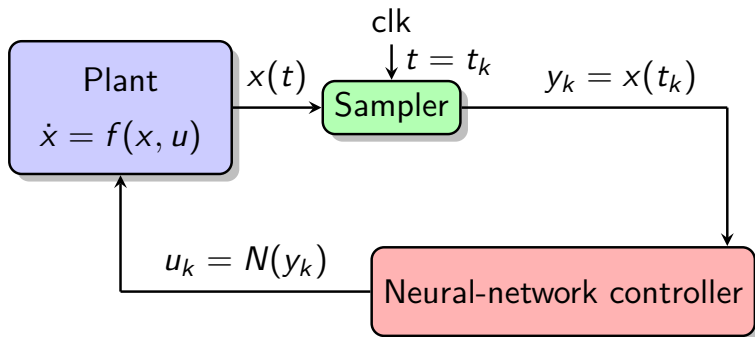 clk
t = t_k
Plant
ẋ = f(x, u)
x(t)
Sampler
y_k = x(t_k)
u_k = N(y_k)
Neural-network controller